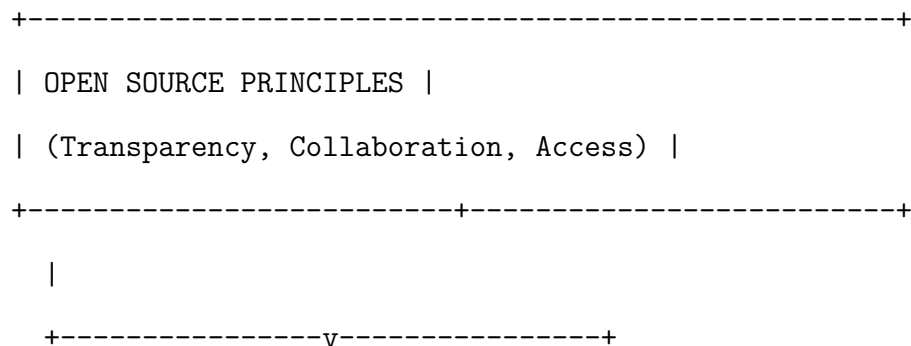 +-----------------------------------------------------+
| OPEN SOURCE PRINCIPLES |
| (Transparency, Collaboration, Access) |
+--------------------------+--------------------------+
|
+----------------v----------------+